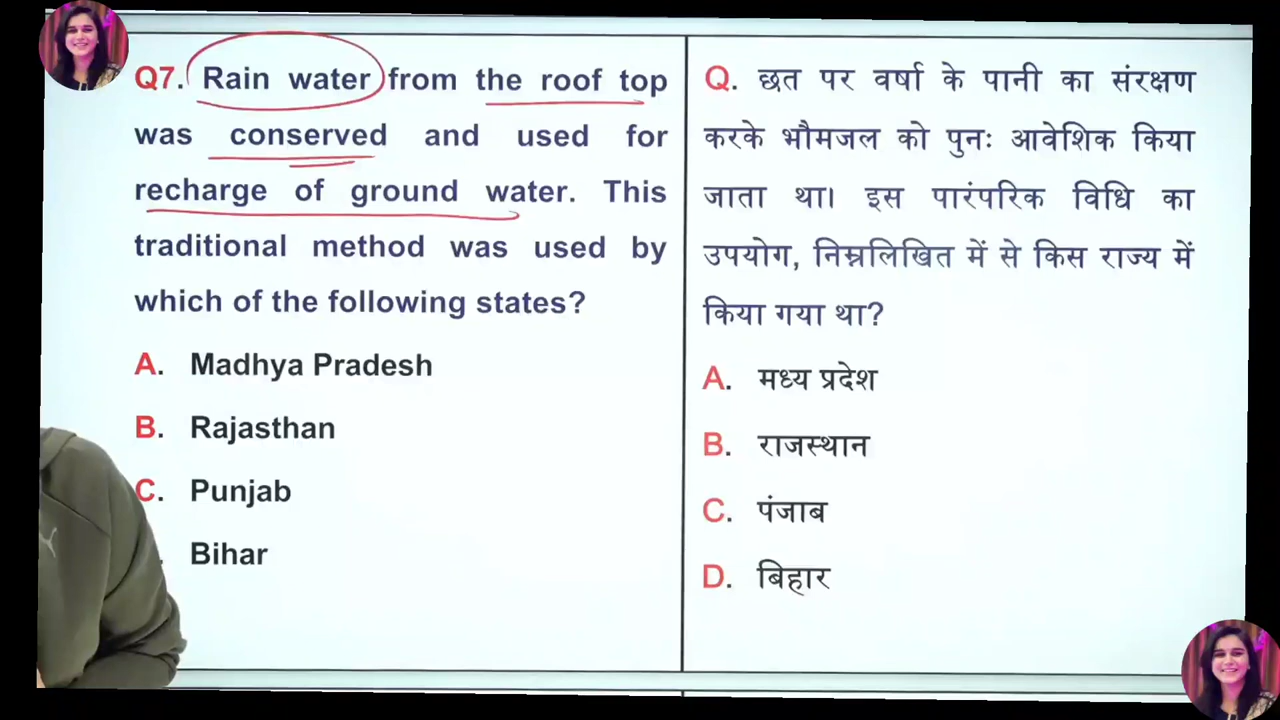 Q7. Rain water from the roof top
was conserved and used for
recharge of ground water. This
traditional method was used by
which of the following states?
A. Madhya Pradesh
B. Rajasthan
C. Punjab
Bihar
Q. छत पर वर्षा के पानी का संरक्षण
करके भौमजल को पुनः आवेशिक किया
जाता था। इस पारंपरिक विधि का
उपयोग, निम्नलिखित में से किस राज्य में
किया गया था?
A. मध्य प्रदेश
B. राजस्थान
C. पंजाब
D. बिहार